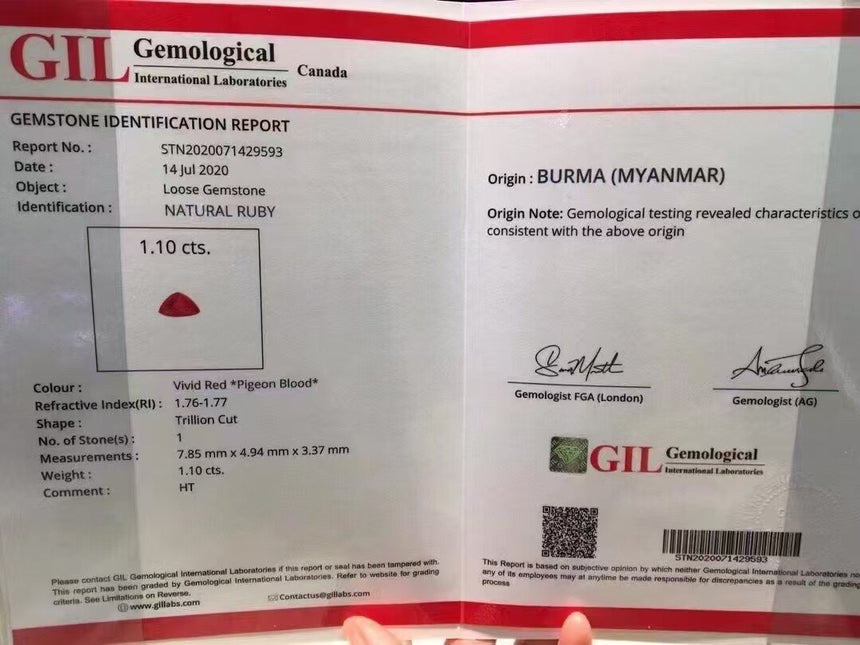 GIL Gemological
International Laboratories Canada
GEMSTONE IDENTIFICATION REPORT
Report No. : STN2020071429593
Date : 14 Jul 2020
Object : Loose Gemstone
Identification : NATURAL RUBY
1.10 cts.
Colour : Vivid Red *Pigeon Blood*
Refractive Index(RI) : 1.76-1.77
Shape : Trillion Cut
No. of Stone(s) : 1
Measurements : 7.85 mm x 4.94 mm x 3.37 mm
Weight : 1.10 cts.
Comment : HT
Please contact GIL Gemological International Laboratories if this report or seal has been tampered with.
This report has been graded by Gemological International Laboratories. Refer to website for grading
criteria. See Limitations on Reverse.
www.gillabs.com Contactus@gillabs.com
Origin : BURMA (MYANMAR)
Origin Note: Gemological testing revealed characteristics
consistent with the above origin
Gemologist FGA (London) Gemologist (AG)
GIL Gemological
International Laboratories
STN2020071429593
This Report is based on subjective opinion by which neither Gemological International Laboratories
any of its employees may at anytime be made responsible for discrepancies as a result of the grading
process